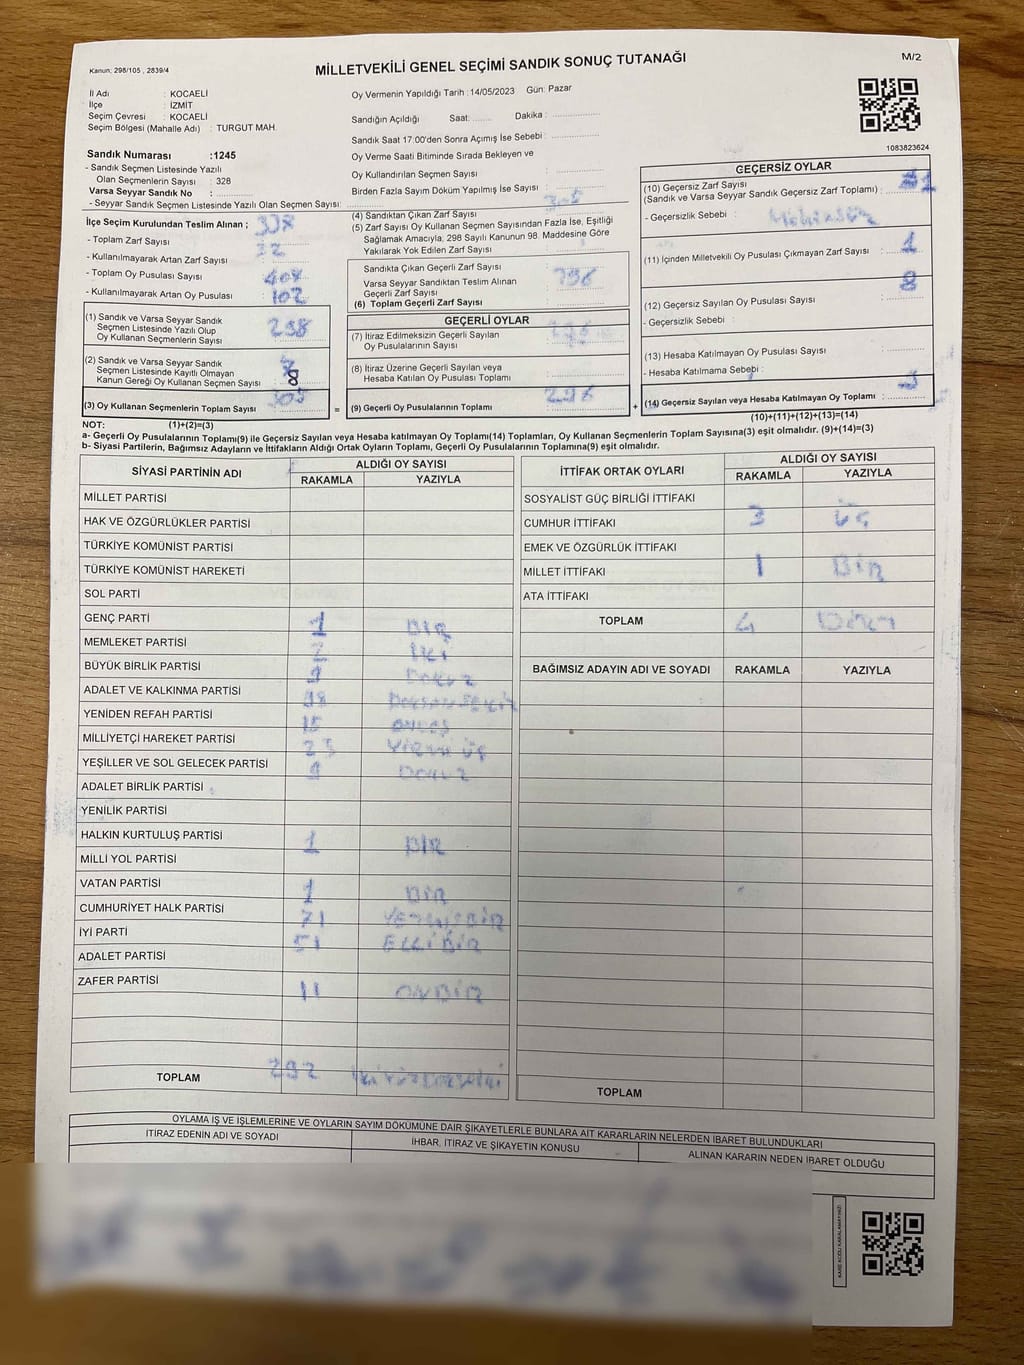 Kanun; 298/105 , 2839/4
MİLLETVEKİLİ GENEL SEÇİMİ SANDIK SONUÇ TUTANAĞI
M/2
İl Adı : KOCAELİ
İlçe : İZMİT
Seçim Çevresi : KOCAELİ
Seçim Bölgesi (Mahalle Adı) : TURGUT MAH.
Oy Vermenin Yapıldığı Tarih :14/05/2023 Gün: Pazar
Sandığın Açıldığı Saat: ........ Dakika : ................
Sandık Saat 17:00'den Sonra Açımış İse Sebebi : ................
Oy Verme Saati Bitiminde Sırada Bekleyen ve
Oy Kullandırılan Seçmen Sayısı : ................
Birden Fazla Sayım Döküm Yapılmış İse Sayısı : ................
1083823624
Sandık Numarası :1245
- Sandık Seçmen Listesinde Yazılı
Olan Seçmenlerin Sayısı : 328
Varsa Seyyar Sandık No :
- Seyyar Sandık Seçmen Listesinde Yazılı Olan Seçmen Sayısı:
İlçe Seçim Kurulundan Teslim Alınan ;
- Toplam Zarf Sayısı : 338
- Kullanılmayarak Artan Zarf Sayısı : 32
- Toplam Oy Pusulası Sayısı : 404
- Kullanılmayarak Artan Oy Pusulası : 102
(1) Sandık ve Varsa Seyyar Sandık
Seçmen Listesinde Yazılı Olup
Oy Kullanan Seçmenlerin Sayısı : 298
(2) Sandık ve Varsa Seyyar Sandık
Seçmen Listesinde Kayıtlı Olmayan
Kanun Gereği Oy Kullanan Seçmen Sayısı : 8
(3) Oy Kullanan Seçmenlerin Toplam Sayısı : 305
(4) Sandıktan Çıkan Zarf Sayısı : 305
(5) Zarf Sayısı Oy Kullanan Seçmen Sayısından Fazla İse, Eşitliği
Sağlamak Amacıyla; 298 Sayılı Kanunun 98. Maddesine Göre
Yakılarak Yok Edilen Zarf Sayısı :
Sandıkta Çıkan Geçerli Zarf Sayısı :
Varsa Seyyar Sandıktan Teslim Alınan
Geçerli Zarf Sayısı :
(6) Toplam Geçerli Zarf Sayısı : 296
GEÇERLİ OYLAR
(7) İtiraz Edilmeksizin Geçerli Sayılan
Oy Pusulalarının Sayısı : 296
(8) İtiraz Üzerine Geçerli Sayılan veya
Hesaba Katılan Oy Pusulası Toplamı :
= (9) Geçerli Oy Pusulalarının Toplamı : 296
GEÇERSİZ OYLAR
(10) Geçersiz Zarf Sayısı
(Sandık ve Varsa Seyyar Sandık Geçersiz Zarf Toplamı) : 1
- Geçersizlik Sebebi : Mühürsüz
(11) İçinden Milletvekili Oy Pusulası Çıkmayan Zarf Sayısı : 1
(12) Geçersiz Sayılan Oy Pusulası Sayısı : 8
- Geçersizlik Sebebi :
(13) Hesaba Katılmayan Oy Pusulası Sayısı :
- Hesaba Katılmama Sebebi :
+ (14) Geçersiz Sayılan veya Hesaba Katılmayan Oy Toplamı :
NOT: (1)+(2)=(3)
(10)+(11)+(12)+(13)=(14)
a- Geçerli Oy Pusulalarının Toplamı(9) ile Geçersiz Sayılan veya Hesaba katılmayan Oy Toplamı(14) Toplamları, Oy Kullanan Seçmenlerin Toplam Sayısına(3) eşit olmalıdır. (9)+(14)=(3)
b- Siyasi Partilerin, Bağımsız Adayların ve İttifakların Aldığı Ortak Oyların Toplamı, Geçerli Oy Pusulalarının Toplamına(9) eşit olmalıdır.
SİYASİ PARTİNİN ADI ALDIĞI OY SAYISI
RAKAMLA YAZIYLA
MİLLET PARTİSİ
HAK VE ÖZGÜRLÜKLER PARTİSİ
TÜRKİYE KOMÜNİST PARTİSİ
TÜRKİYE KOMÜNİST HAREKETİ
SOL PARTİ
GENÇ PARTİ 1 BİR
MEMLEKET PARTİSİ 2 İKİ
BÜYÜK BİRLİK PARTİSİ 9 DOKUZ
ADALET VE KALKINMA PARTİSİ 98 DOKSANSEKİZ
YENİDEN REFAH PARTİSİ 15 ONBEŞ
MİLLİYETÇİ HAREKET PARTİSİ 23 YİRMİ ÜÇ
YEŞİLLER VE SOL GELECEK PARTİSİ 9 DOKUZ
ADALET BİRLİK PARTİSİ
YENİLİK PARTİSİ
HALKIN KURTULUŞ PARTİSİ 1 BİR
MİLLİ YOL PARTİSİ
VATAN PARTİSİ 1 BİR
CUMHURİYET HALK PARTİSİ 71 YETMİŞBİR
İYİ PARTİ 51 ELLİBİR
ADALET PARTİSİ
ZAFER PARTİSİ 11 ONBİR
TOPLAM 292 İkiYüzDoksaniki
İTTİFAK ORTAK OYLARI ALDIĞI OY SAYISI
RAKAMLA YAZIYLA
SOSYALİST GÜÇ BİRLİĞİ İTTİFAKI
CUMHUR İTTİFAKI 3 ÜÇ
EMEK VE ÖZGÜRLÜK İTTİFAKI
MİLLET İTTİFAKI 1 BİR
ATA İTTİFAKI
TOPLAM 4 Dört
BAĞIMSIZ ADAYIN ADI VE SOYADI RAKAMLA YAZIYLA
TOPLAM
OYLAMA İŞ VE İŞLEMLERİNE VE OYLARIN SAYIM DÖKÜMÜNE DAİR ŞİKAYETLERLE BUNLARA AİT KARARLARIN NELERDEN İBARET BULUNDUKLARI
İTİRAZ EDENİN ADI VE SOYADI İHBAR, İTİRAZ VE ŞİKAYETİN KONUSU ALINAN KARARIN NEDEN İBARET OLDUĞU
KARE KODU KARALAMAYINIZ!